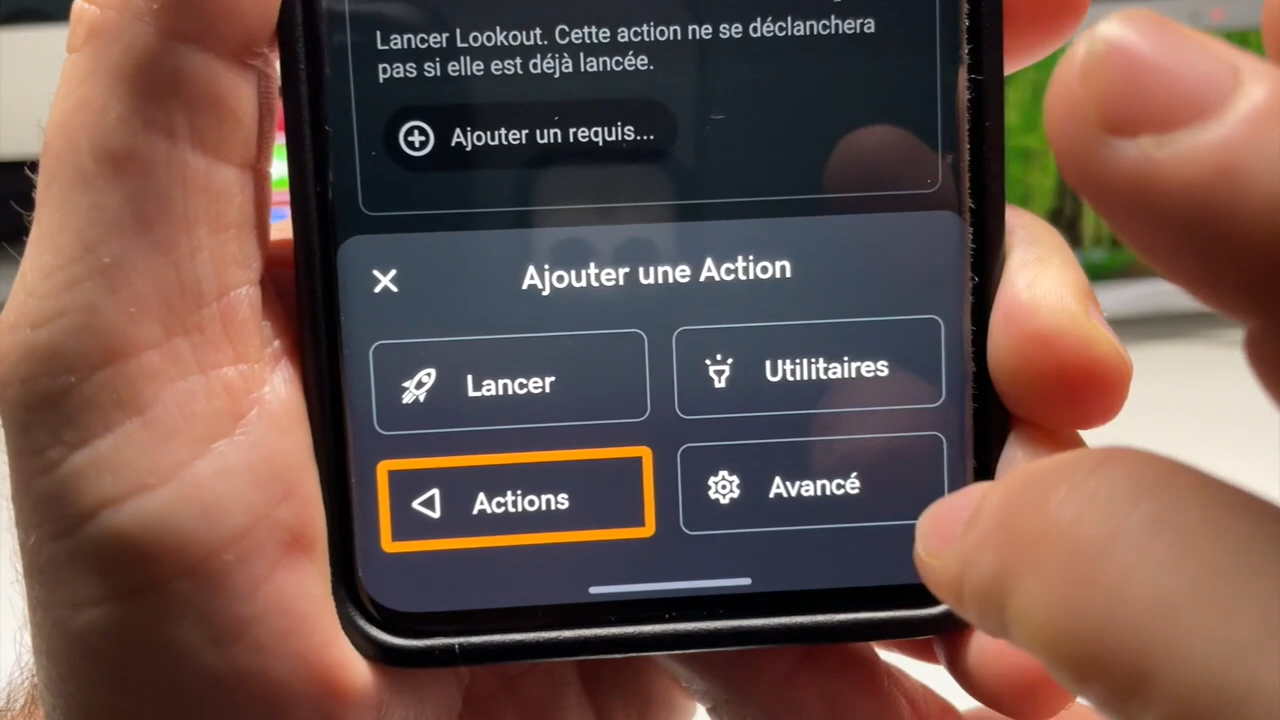 Lancer Lookout. Cette action ne se déclanchera
pas si elle est déjà lancée.
Ajouter un requis...
Ajouter une Action
Lancer
Utilitaires
Actions
Avancé